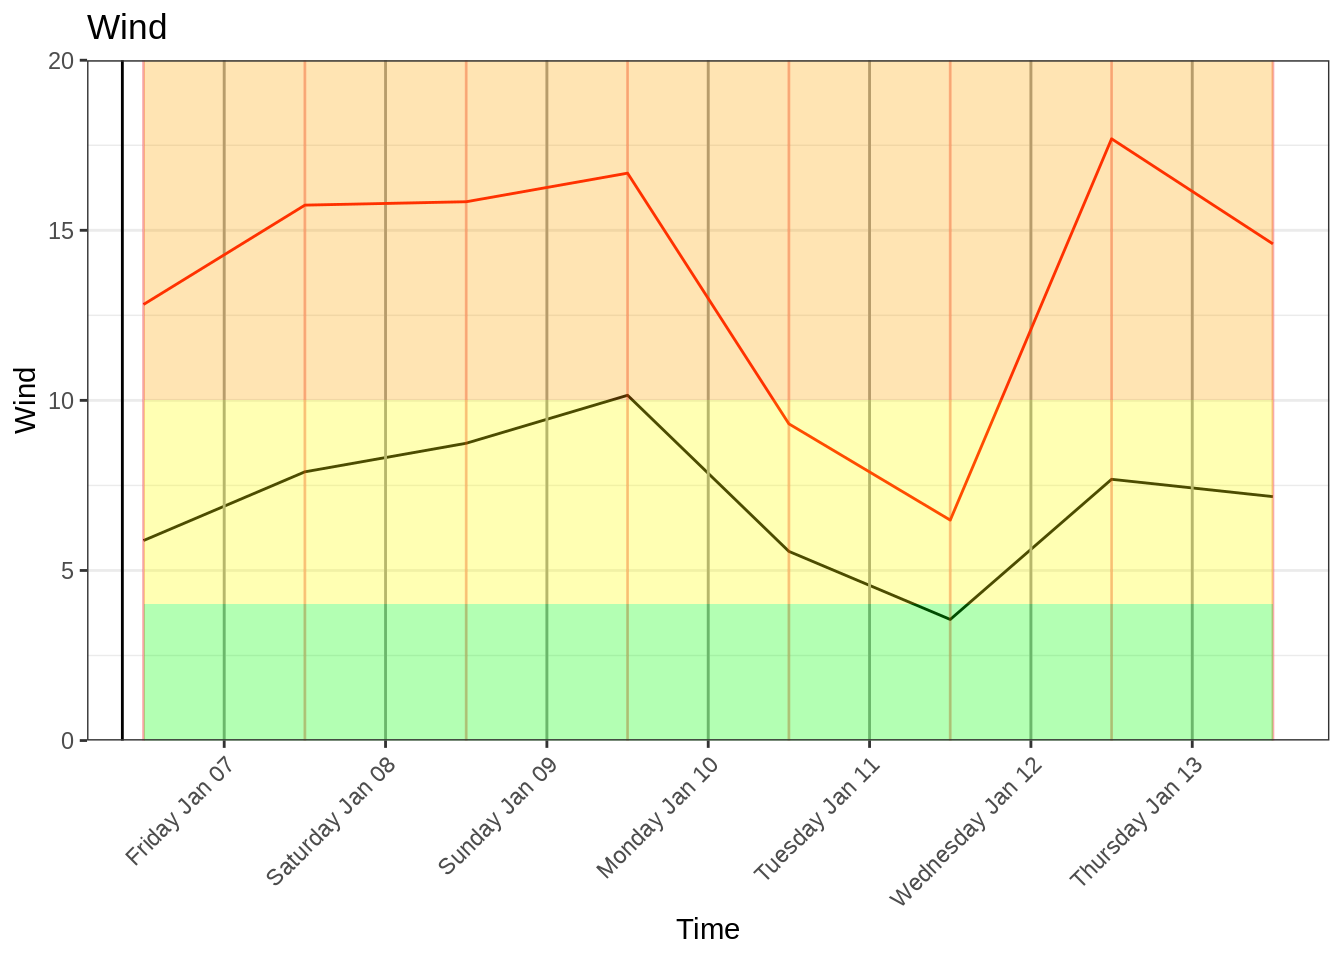 Wind
20
15
10
5
0
Wind
Friday Jan 07
Saturday Jan 08
Sunday Jan 09
Monday Jan 10
Tuesday Jan 11
Wednesday Jan 12
Thursday Jan 13
Time